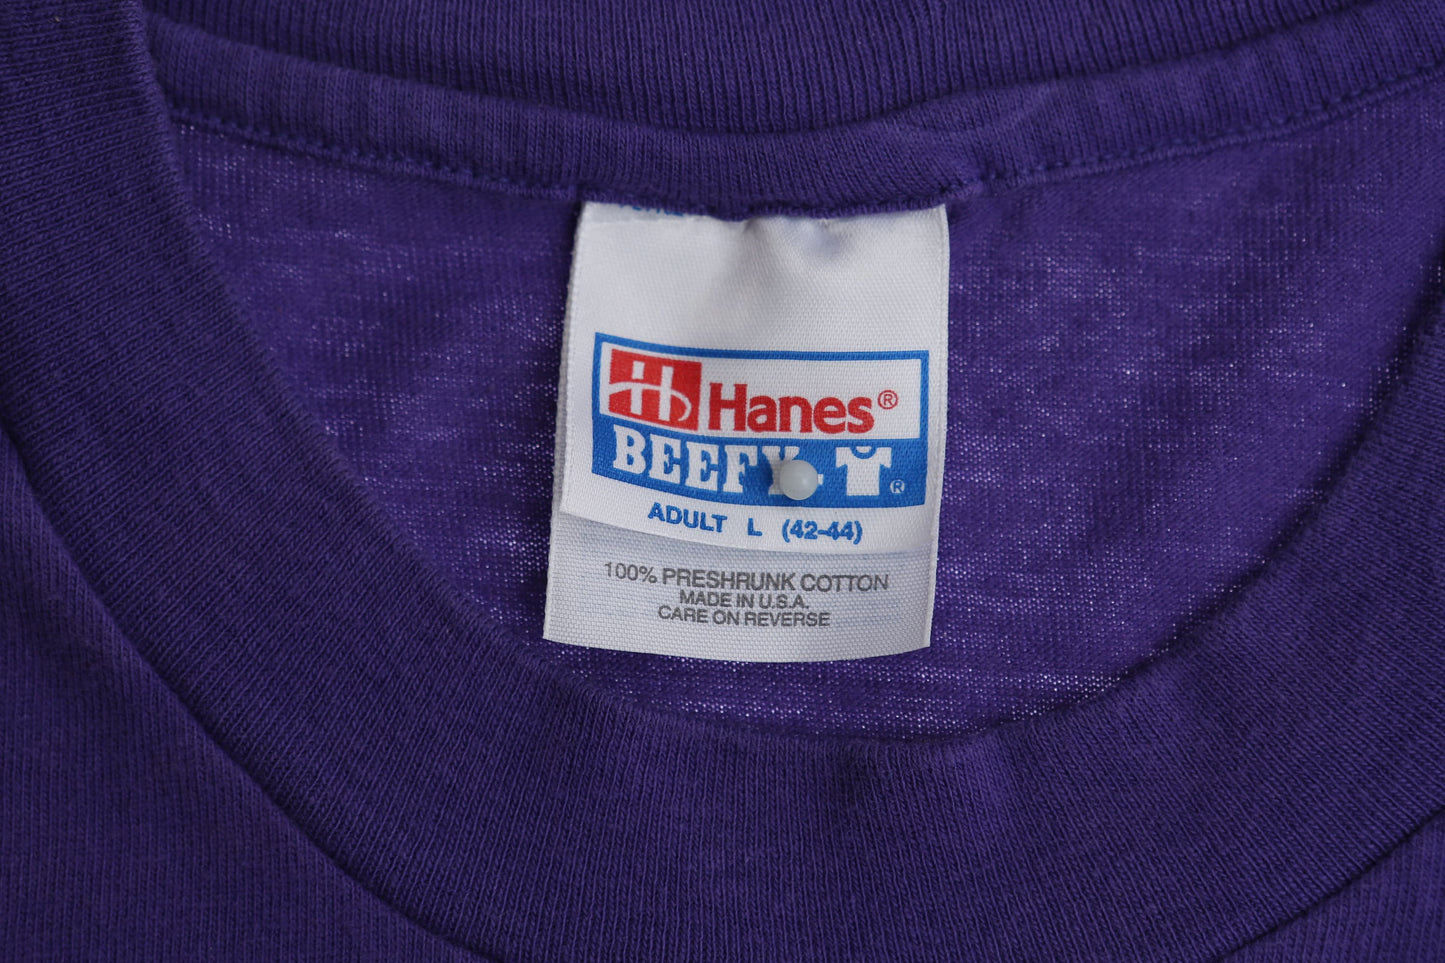 Hanes®
BEEFY-
®
ADULT L (42-44)
100% PRESHRUNK COTTON
MADE IN U.S.A.
CARE ON REVERSE